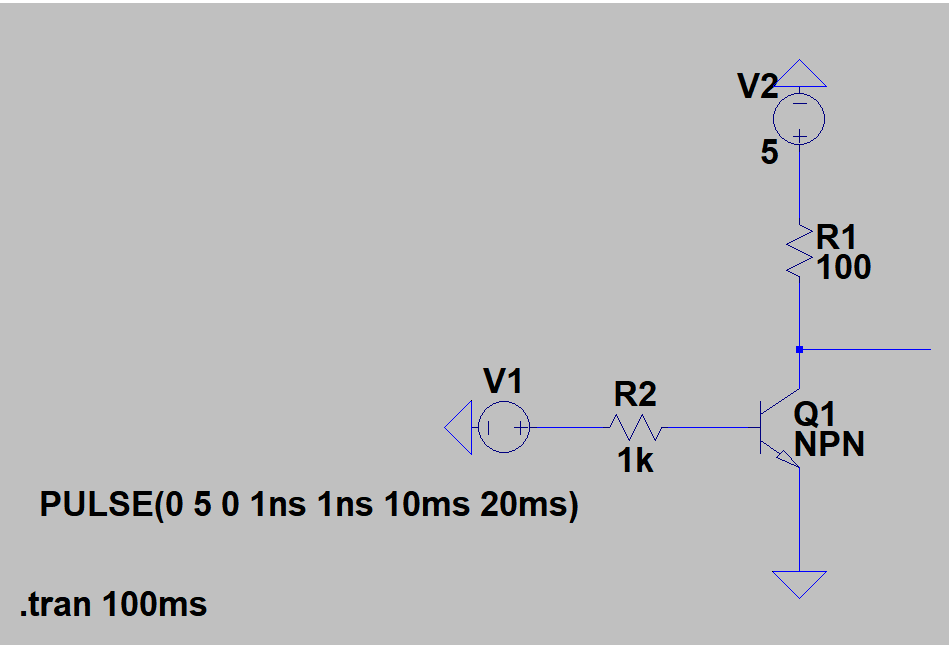 V2
5
R1
100
V1
R2
1k
Q1
NPN
PULSE(0 5 0 1ns 1ns 10ms 20ms)
.tran 100ms